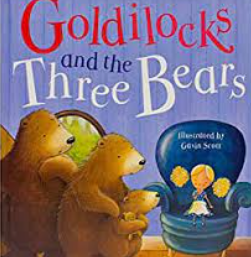 Goldilocks
and the
Three Bears
Illustrated by
Gavin Scott